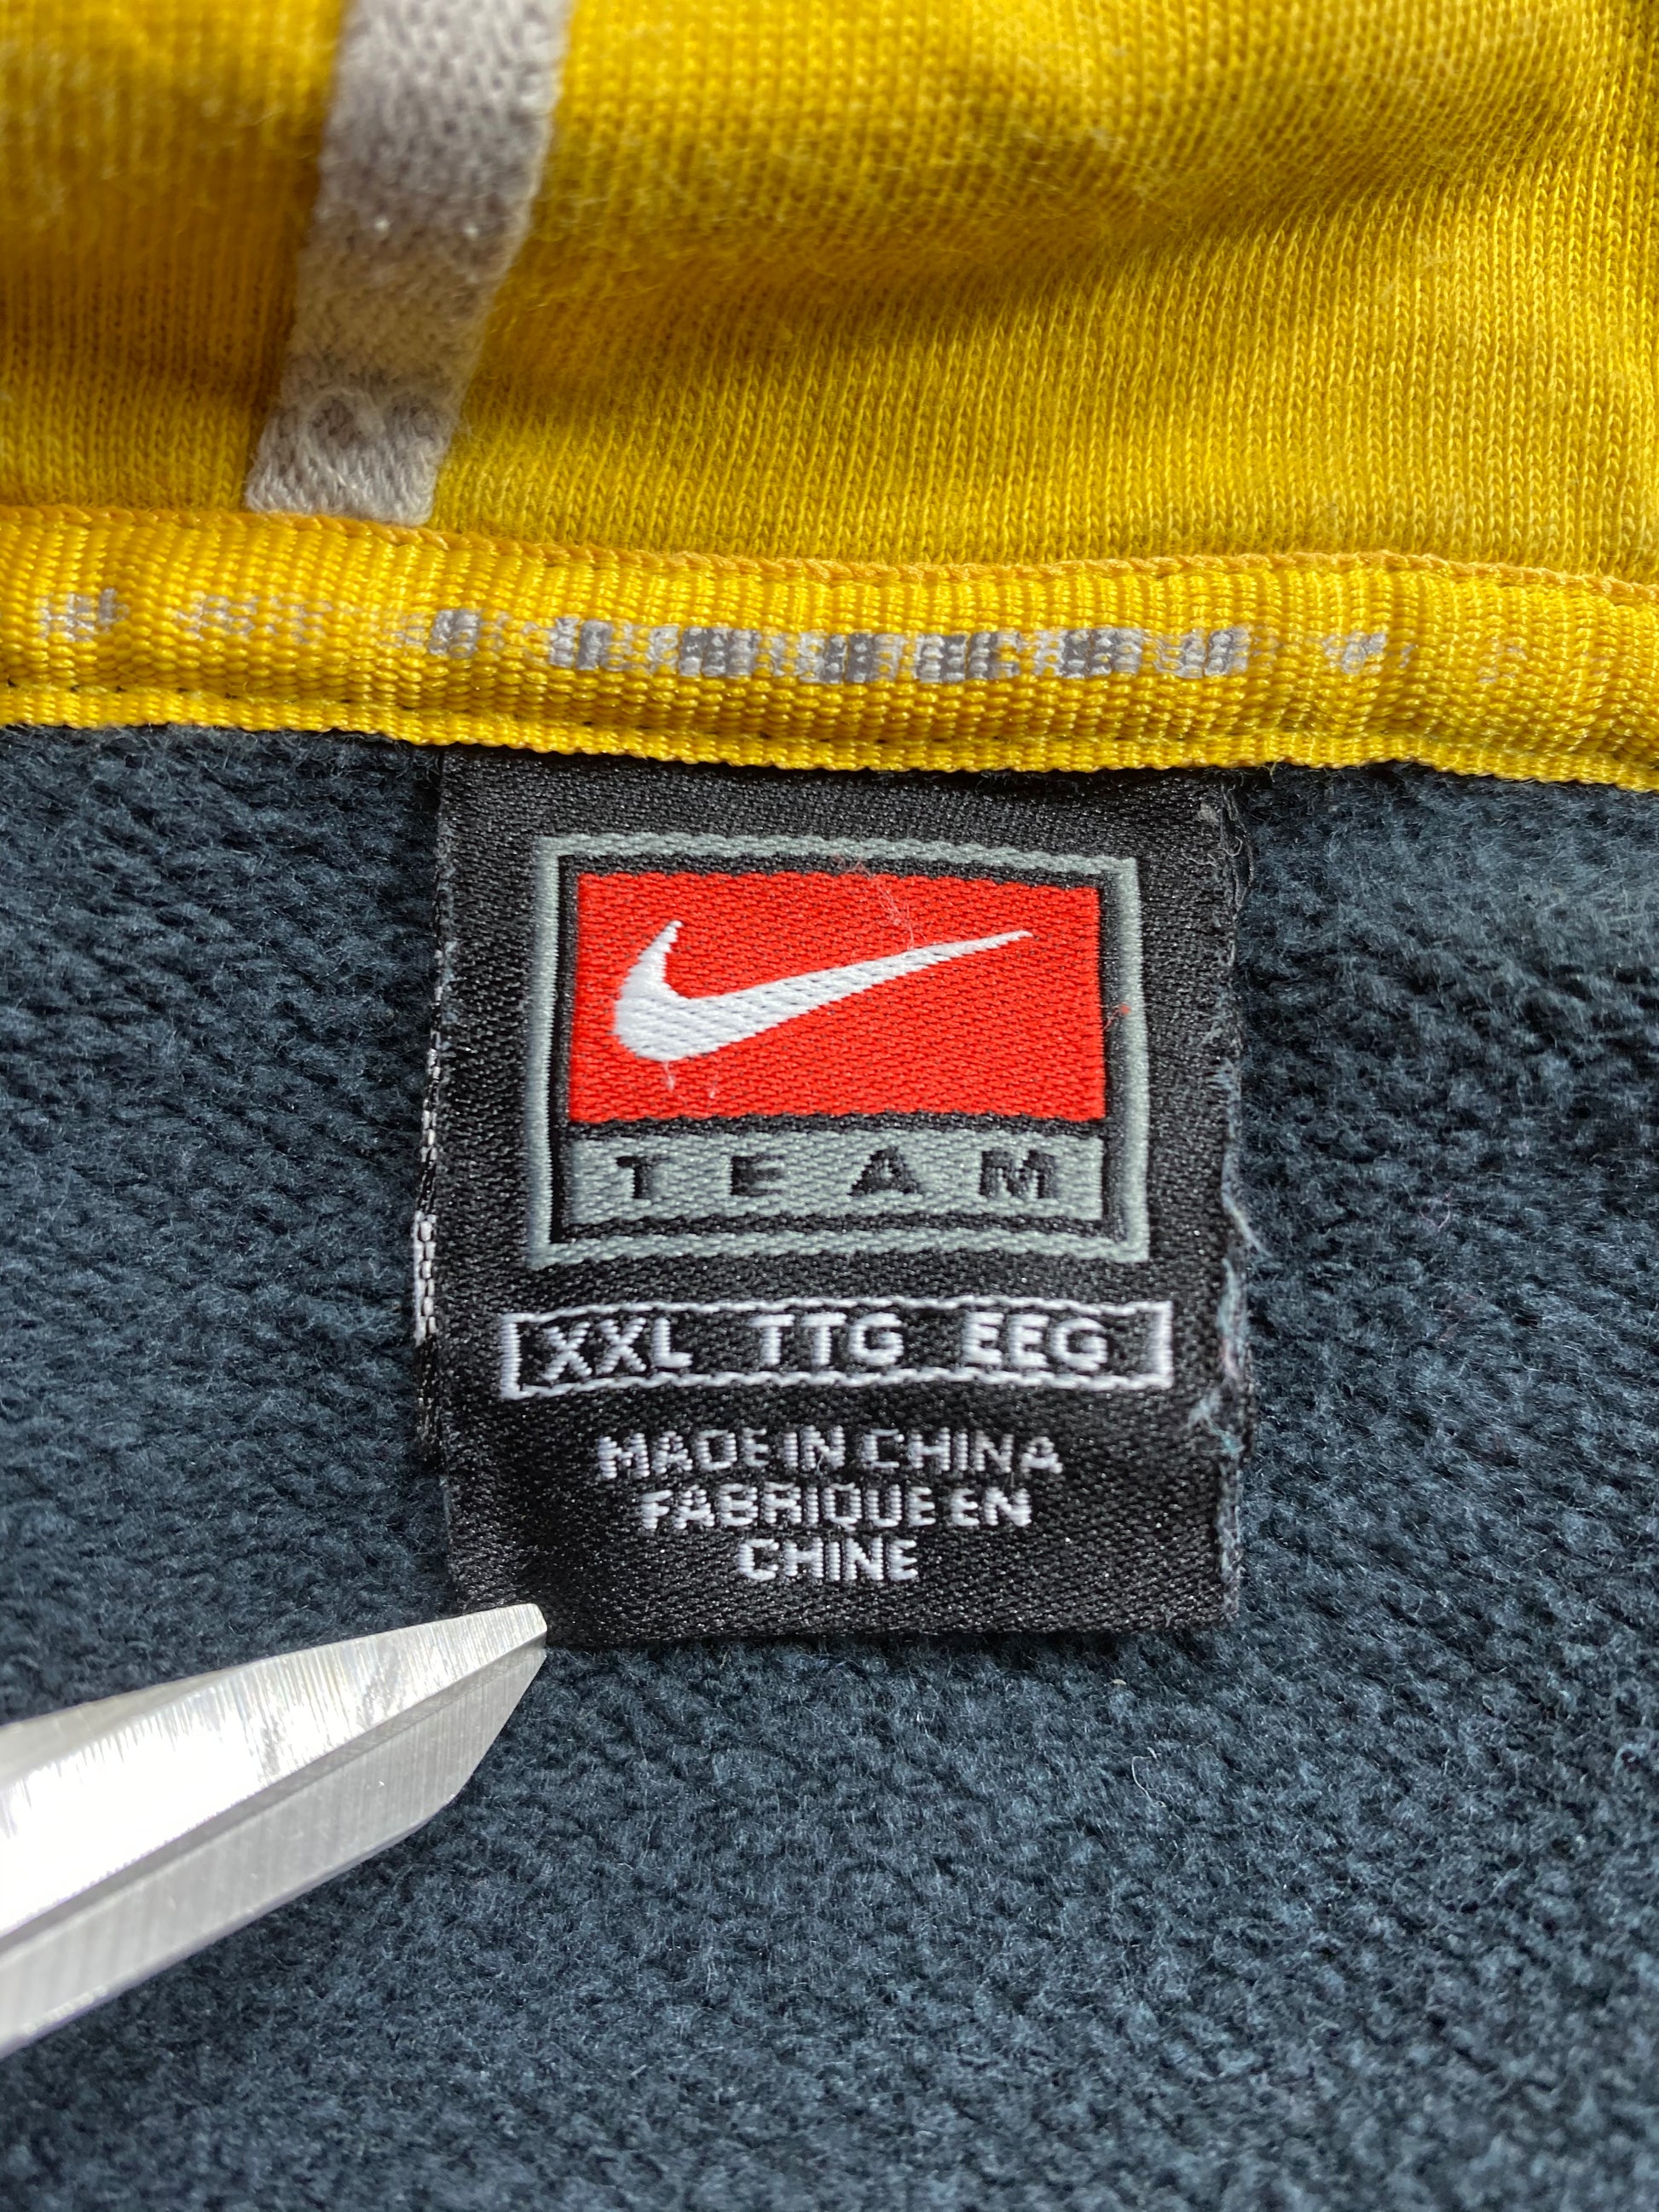 TEAM
XXL TTG EEG
MADE IN CHINA
FABRIQUE EN
CHINE